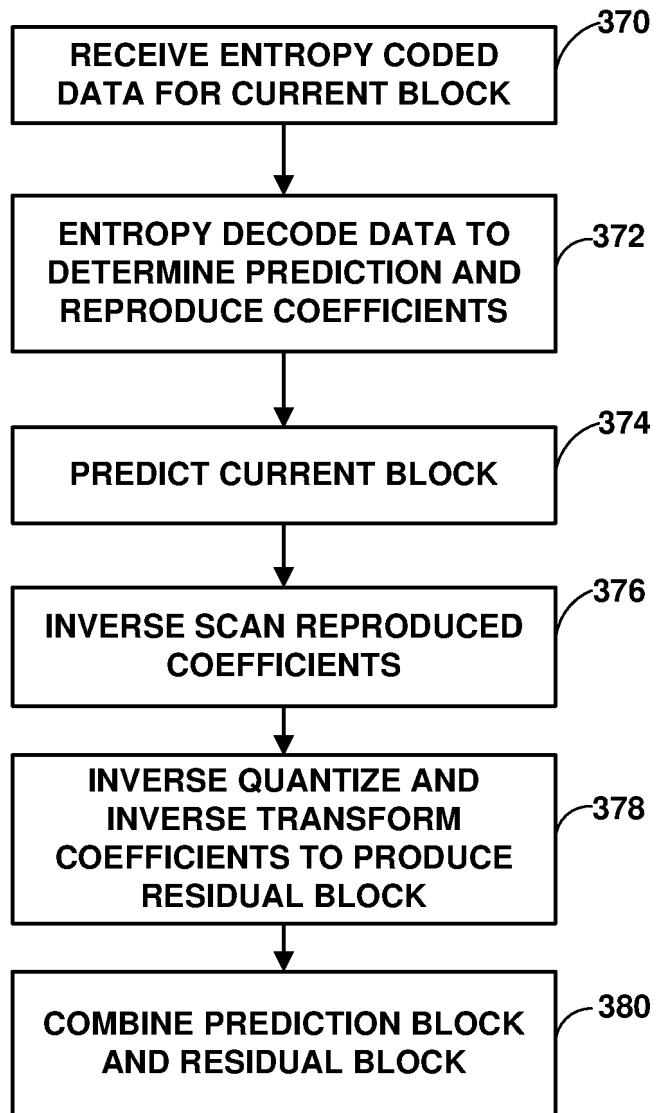 370
RECEIVE ENTROPY CODED
DATA FOR CURRENT BLOCK
372
ENTROPY DECODE DATA TO
DETERMINE PREDICTION AND
REPRODUCE COEFFICIENTS
374
PREDICT CURRENT BLOCK
376
INVERSE SCAN REPRODUCED
COEFFICIENTS
378
INVERSE QUANTIZE AND
INVERSE TRANSFORM
COEFFICIENTS TO PRODUCE
RESIDUAL BLOCK
380
COMBINE PREDICTION BLOCK
AND RESIDUAL BLOCK